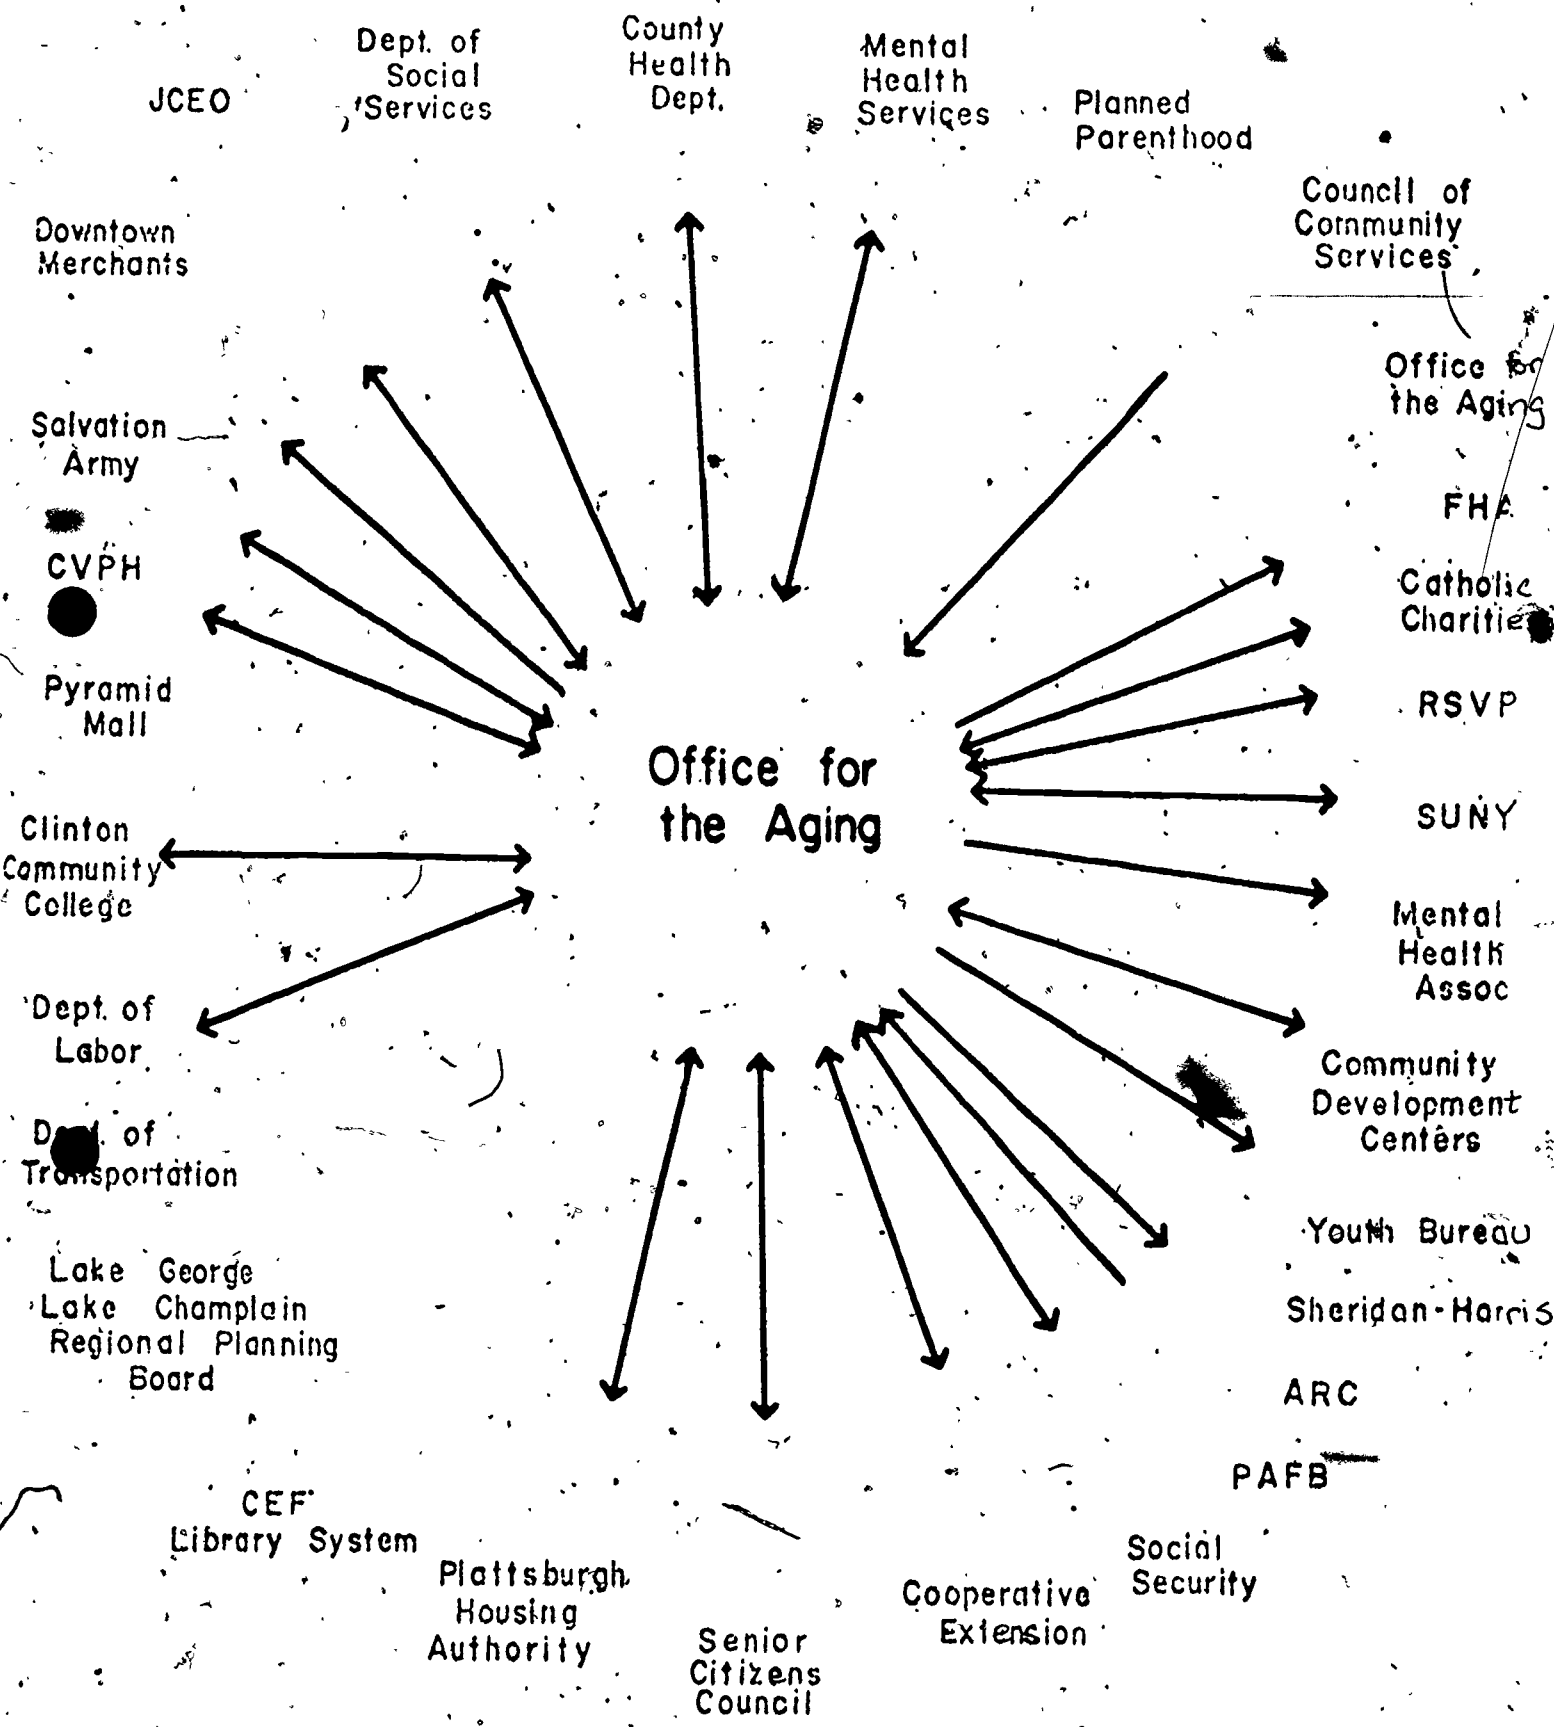 JCEO
Dept. of
Social
Services
County
Health
Dept.
Mental
Health
Services
Planned
Parenthood
Council of
Community
Services
Office for
the Aging
FHA
Catholic
Charities
RSVP
SUNY
Mental
Health
Assoc
Community
Development
Centers
Youth Bureau
Sheridan-Harris
ARC
PAFB
Social
Security
Cooperative
Extension
Senior
Citizens
Council
Plattsburgh
Housing
Authority
CEF
Library System
Lake George
Lake Champlain
Regional Planning
Board
Dept. of
Transportation
Dept. of
Labor
Clinton
Community
College
Pyramid
Mall
CVPH
Salvation
Army
Downtown
Merchants
Office for
the Aging